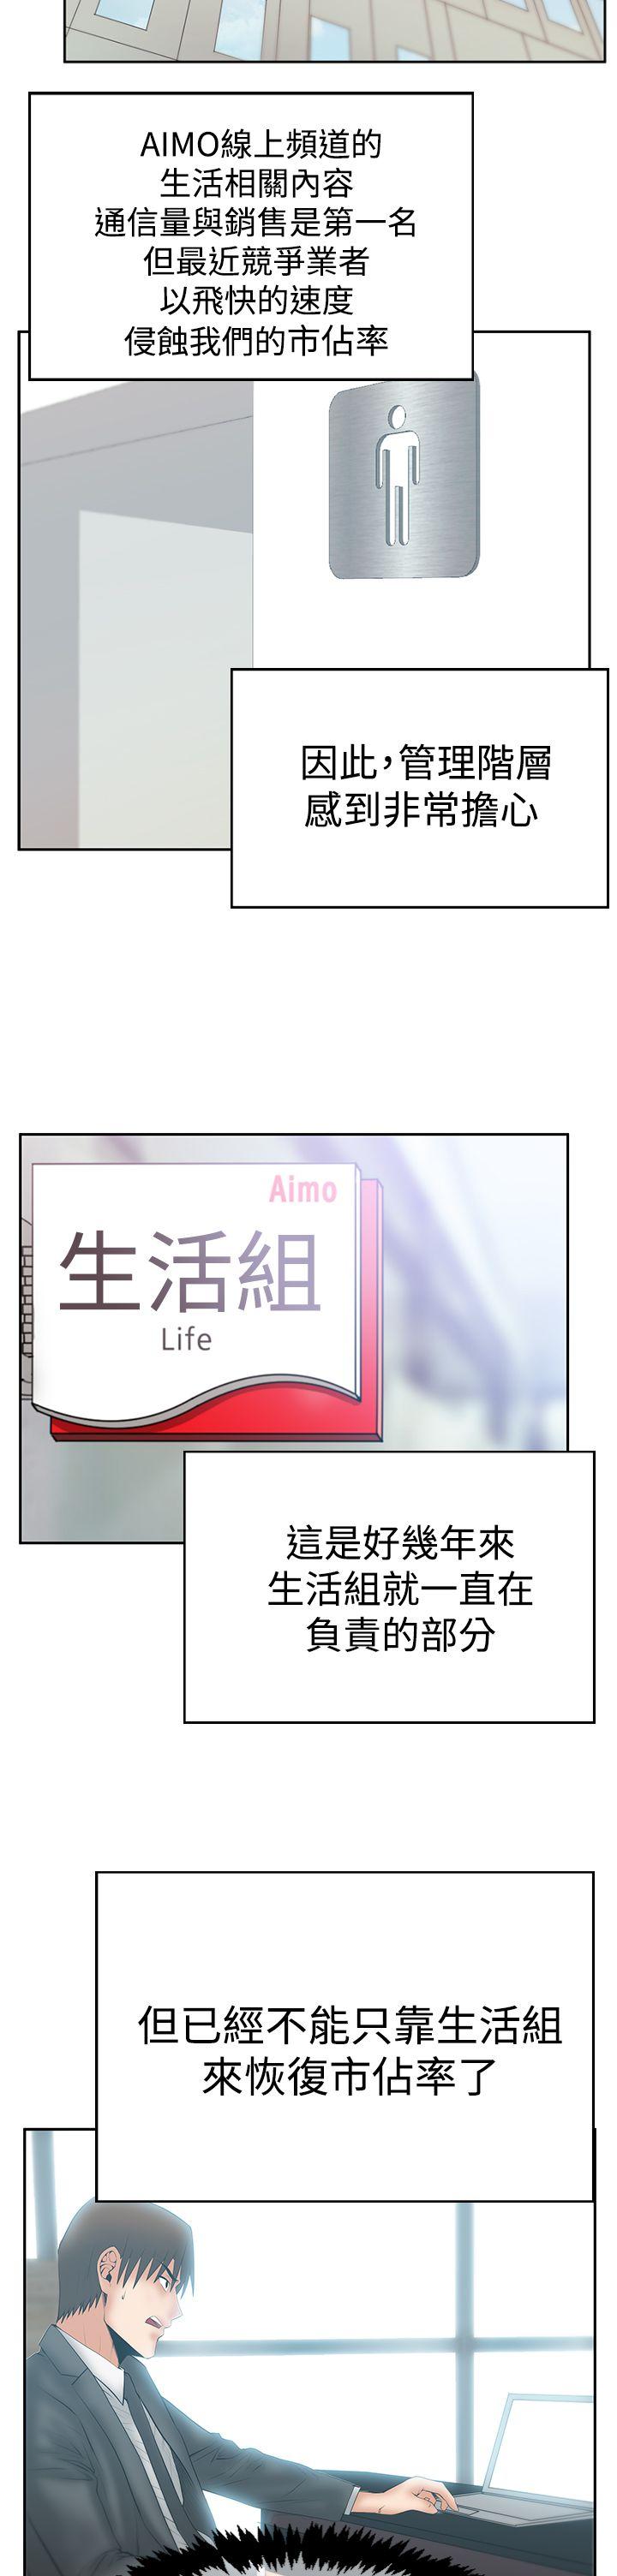 AIMO線上頻道的
生活相關內容
通信量與銷售是第一名
但最近競爭業者
以飛快的速度
侵蝕我們的市佔率
因此,管理階層
感到非常擔心
Aimo
生活組
Life
這是好幾年來
生活組就一直在
負責的部分
但已經不能只靠生活組
來恢復市佔率了